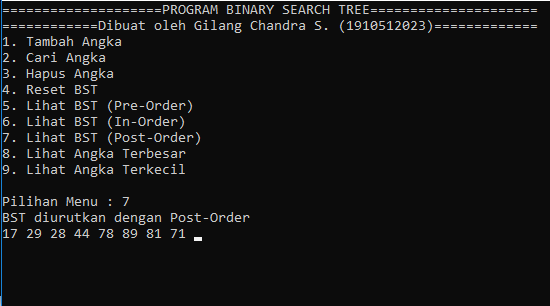 ====================PROGRAM BINARY SEARCH TREE=====================
============Dibuat oleh Gilang Chandra S. (1910512023)=============
1. Tambah Angka
2. Cari Angka
3. Hapus Angka
4. Reset BST
5. Lihat BST (Pre-Order)
6. Lihat BST (In-Order)
7. Lihat BST (Post-Order)
8. Lihat Angka Terbesar
9. Lihat Angka Terkecil
Pilihan Menu : 7
BST diurutkan dengan Post-Order
17 29 28 44 78 89 81 71